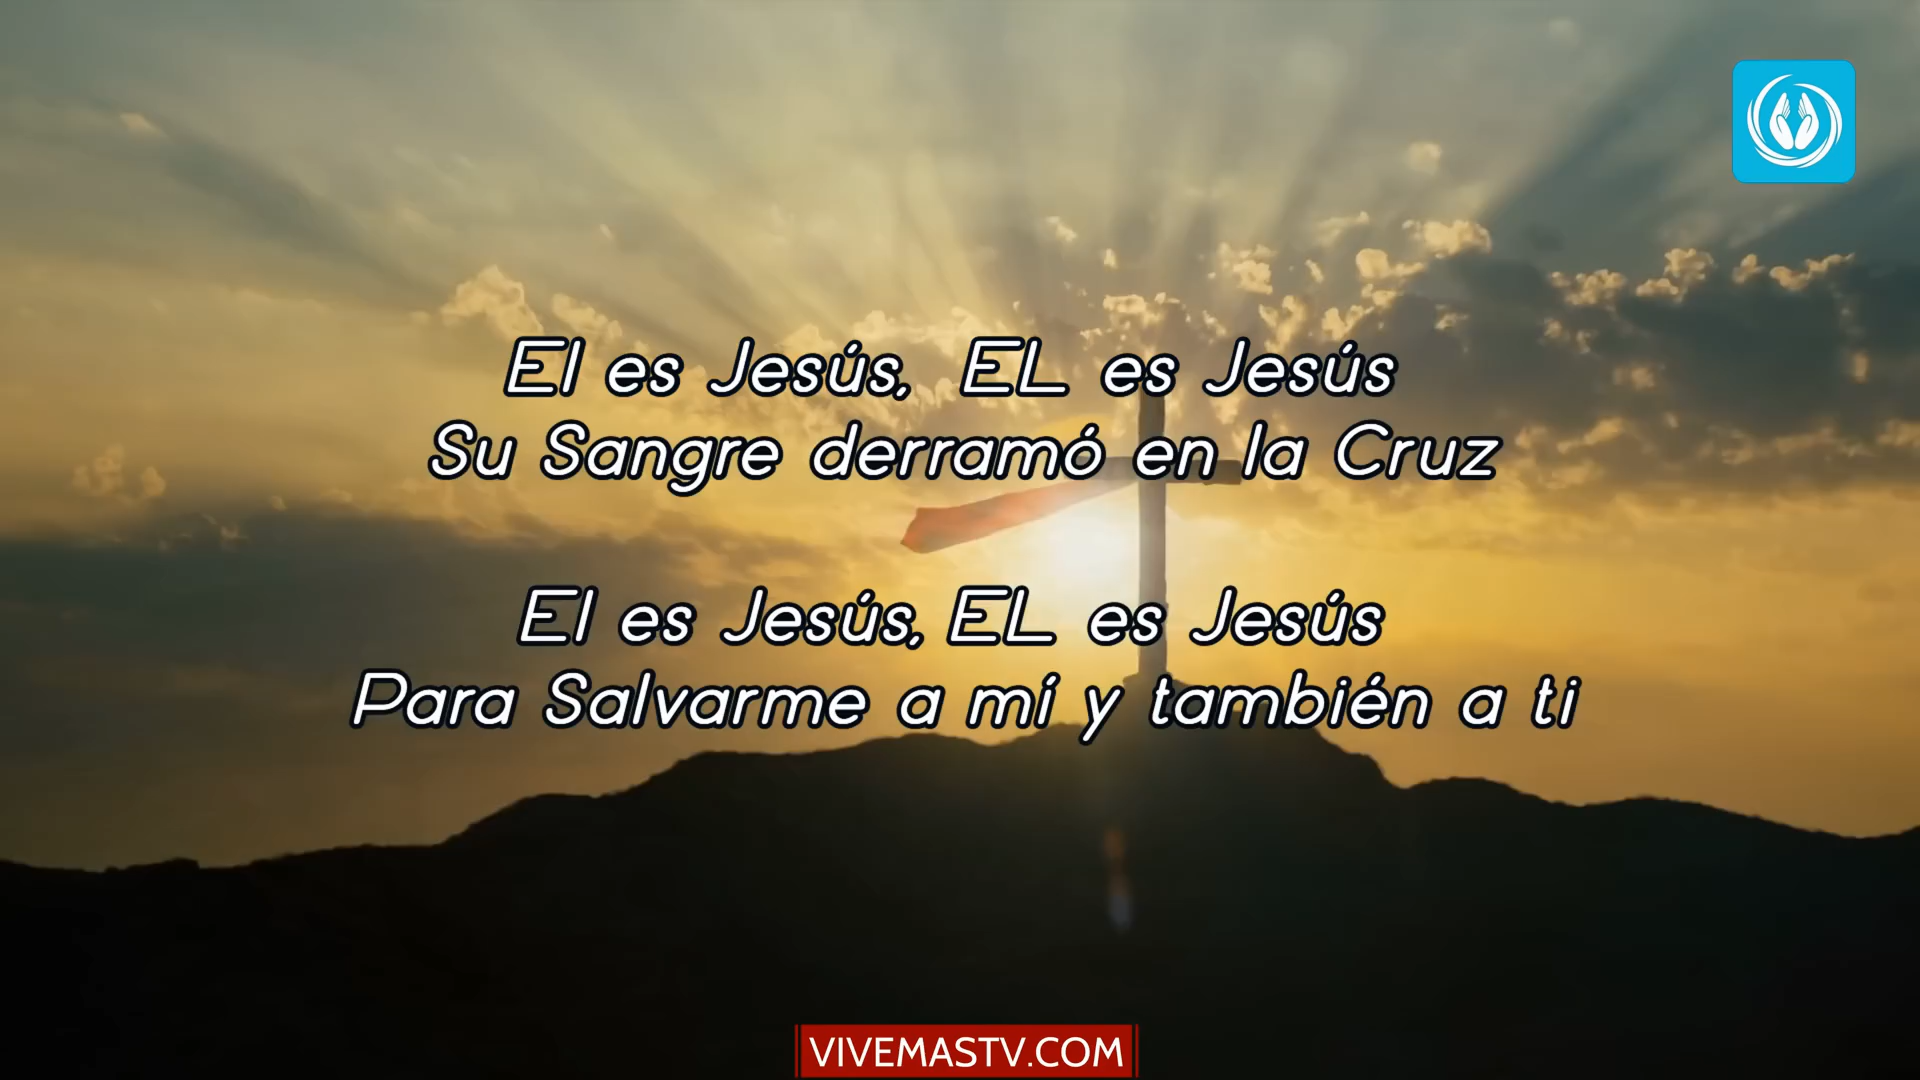 El es Jesús, EL es Jesús
Su Sangre derramó en la Cruz
El es Jesús, EL es Jesús
Para Salvarme a mí y también a ti
VIVEMASTV.COM